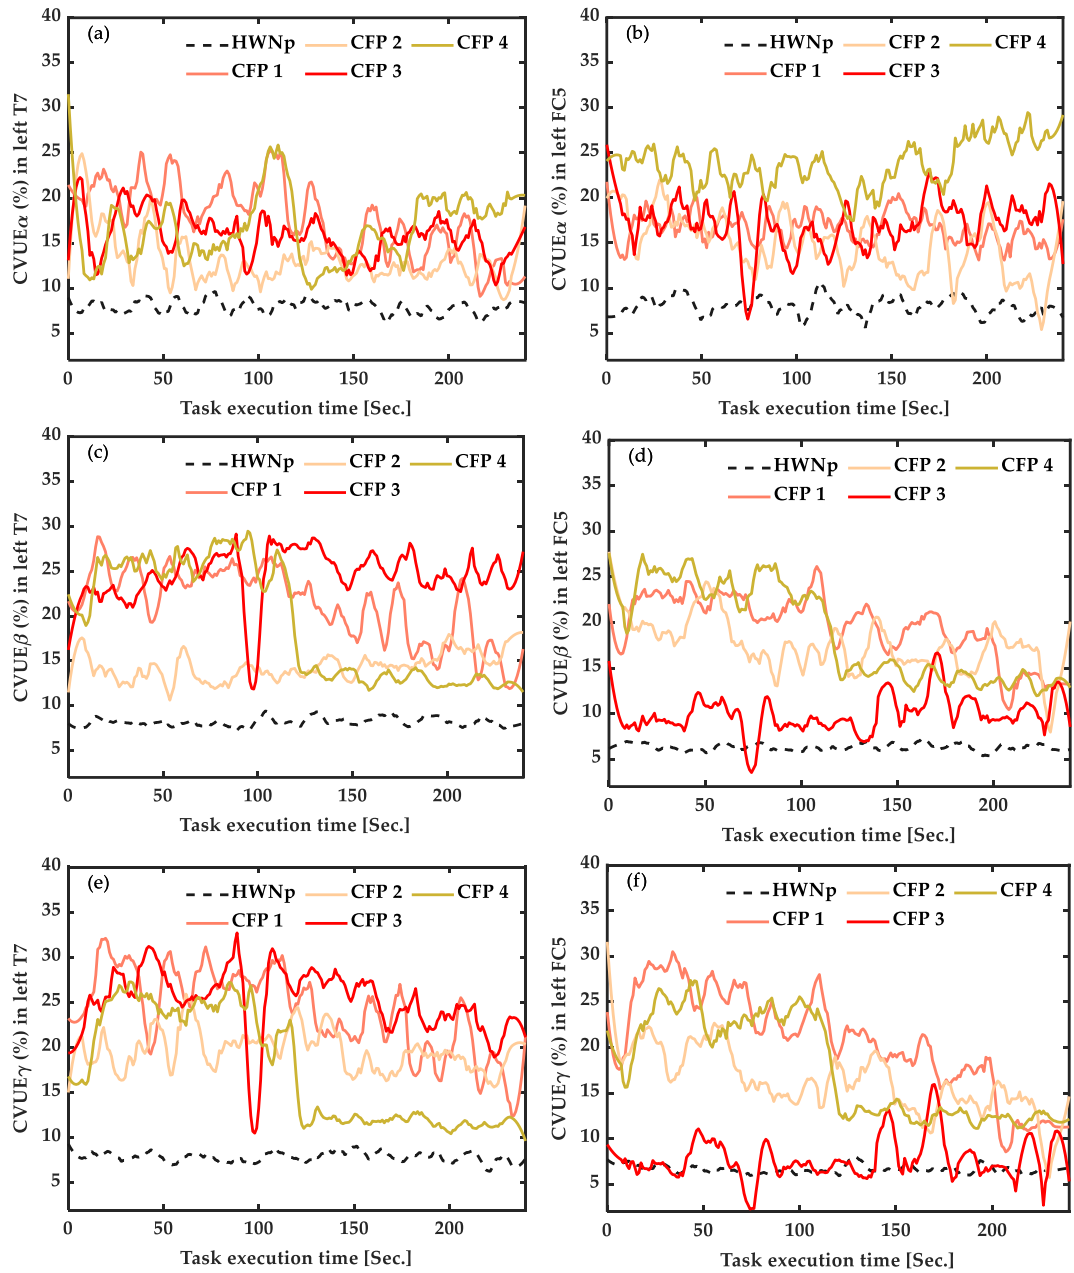 (a)
HWNp CFP 2 CFP 4
CFP 1 CFP 3
40
35
30
25
20
15
10
5
CVUEα (%) in left T7
0 50 100 150 200
Task execution time [Sec.]
(b)
HWNp CFP 2 CFP 4
CFP 1 CFP 3
40
35
30
25
20
15
10
5
CVUEα (%) in left FC5
0 50 100 150 200
Task execution time [Sec.]
(c)
HWNp CFP 2 CFP 4
CFP 1 CFP 3
40
35
30
25
20
15
10
5
CVUEβ (%) in left T7
0 50 100 150 200
Task execution time [Sec.]
(d)
HWNp CFP 2 CFP 4
CFP 1 CFP 3
40
35
30
25
20
15
10
5
CVUEβ (%) in left FC5
0 50 100 150 200
Task execution time [Sec.]
(e)
HWNp CFP 2 CFP 4
CFP 1 CFP 3
40
35
30
25
20
15
10
5
CVUEγ (%) in left T7
0 50 100 150 200
Task execution time [Sec.]
(f)
HWNp CFP 2 CFP 4
CFP 1 CFP 3
40
35
30
25
20
15
10
5
CVUEγ (%) in left FC5
0 50 100 150 200
Task execution time [Sec.]